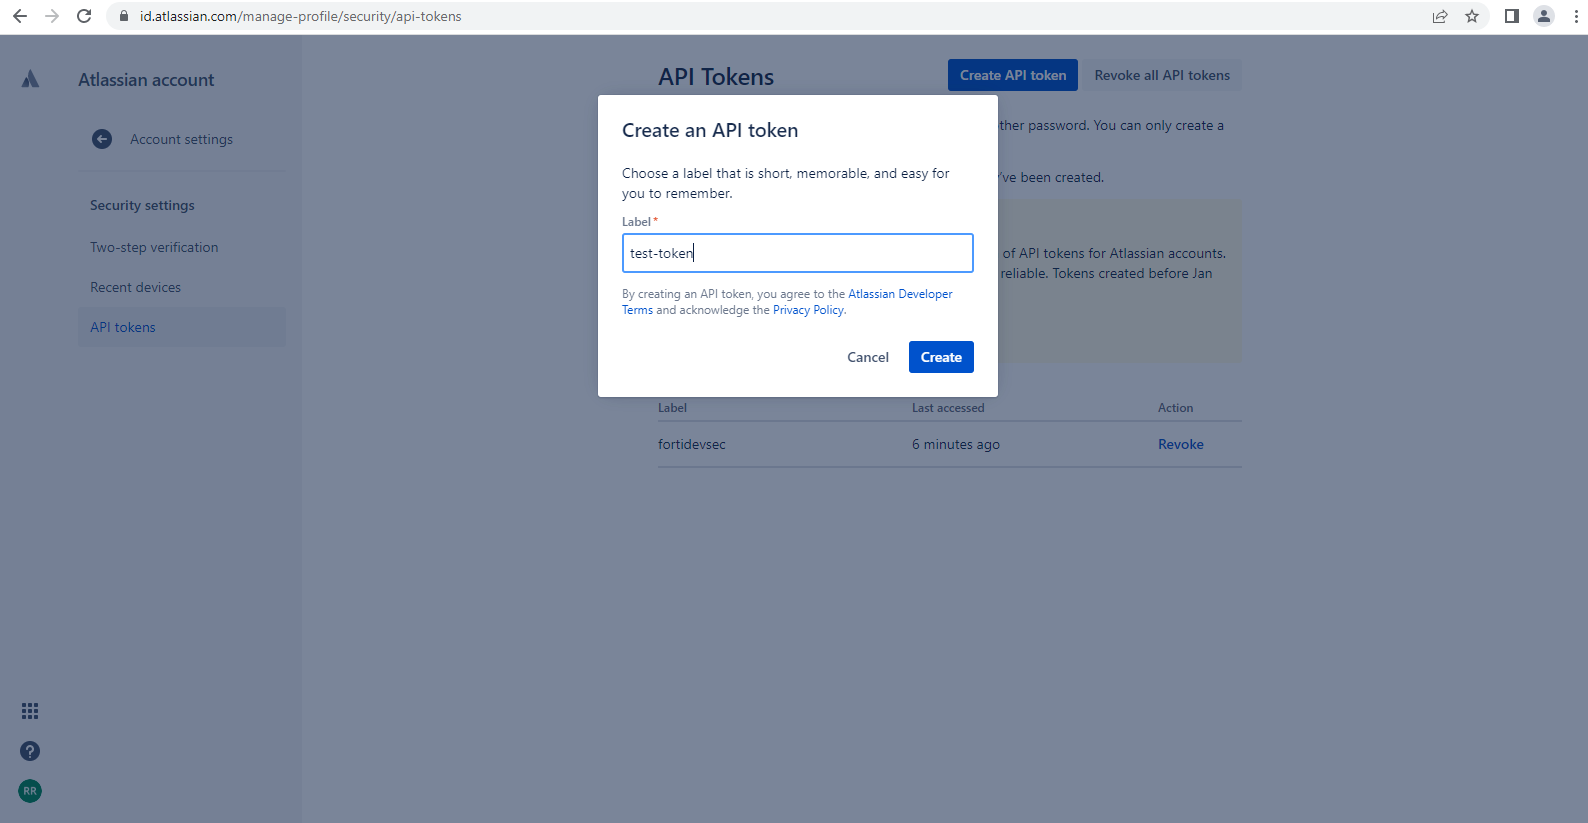 id.atlassian.com/manage-profile/security/api-tokens
Atlassian account
Account settings
Security settings
Two-step verification
Recent devices
API tokens
RR
API Tokens
Create API token
Revoke all API tokens
ther password. You can only create a
've been created.
of API tokens for Atlassian accounts.
reliable. Tokens created before Jan
Create an API token
Choose a label that is short, memorable, and easy for
you to remember.
Label*
test-token
By creating an API token, you agree to the Atlassian Developer
Terms and acknowledge the Privacy Policy.
Cancel
Create
Label Last accessed Action
fortidevsec 6 minutes ago Revoke